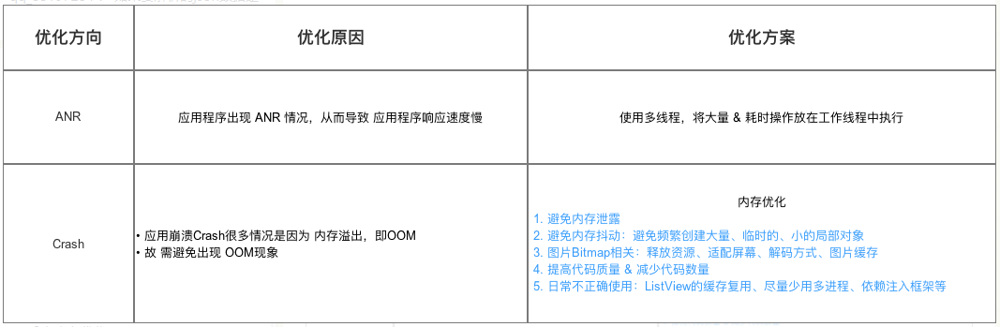 优化方向 优化原因 优化方案
ANR 应用程序出现 ANR 情况，从而导致 应用程序响应速度慢 使用多线程，将大量 & 耗时操作放在工作线程中执行
Crash
• 应用崩溃Crash很多情况是因为 内存溢出，即OOM
• 故 需避免出现 OOM现象
内存优化
1. 避免内存泄露
2. 避免内存抖动：避免频繁创建大量、临时的、小的局部对象
3. 图片Bitmap相关：释放资源、适配屏幕、解码方式、图片缓存
4. 提高代码质量 & 减少代码数量
5. 日常不正确使用：ListView的缓存复用、尽量少用多进程、依赖注入框架等